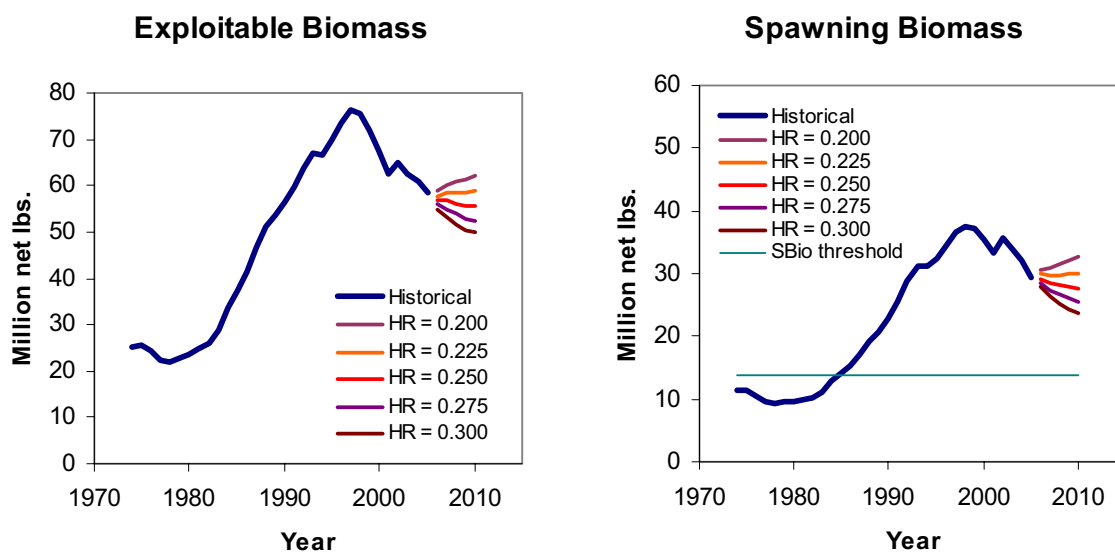 Exploitable Biomass
Million net lbs.
80
70
60
50
40
30
20
10
0
Historical
HR = 0.200
HR = 0.225
HR = 0.250
HR = 0.275
HR = 0.300
1970 1980 1990 2000 2010
Year
Spawning Biomass
Million net lbs.
60
50
40
30
20
10
0
Historical
HR = 0.200
HR = 0.225
HR = 0.250
HR = 0.275
HR = 0.300
SBio threshold
1970 1980 1990 2000 2010
Year